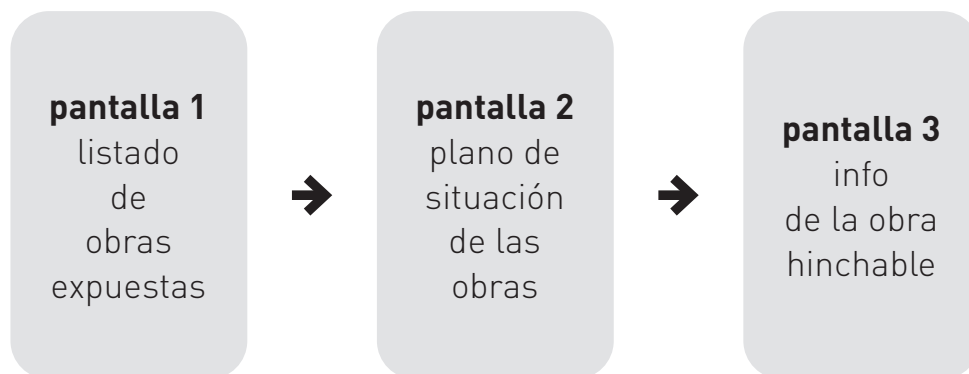 pantalla 1
listado
de
obras
expuestas
pantalla 2
plano de
situación
de las
obras
pantalla 3
info
de la obra
hinchable